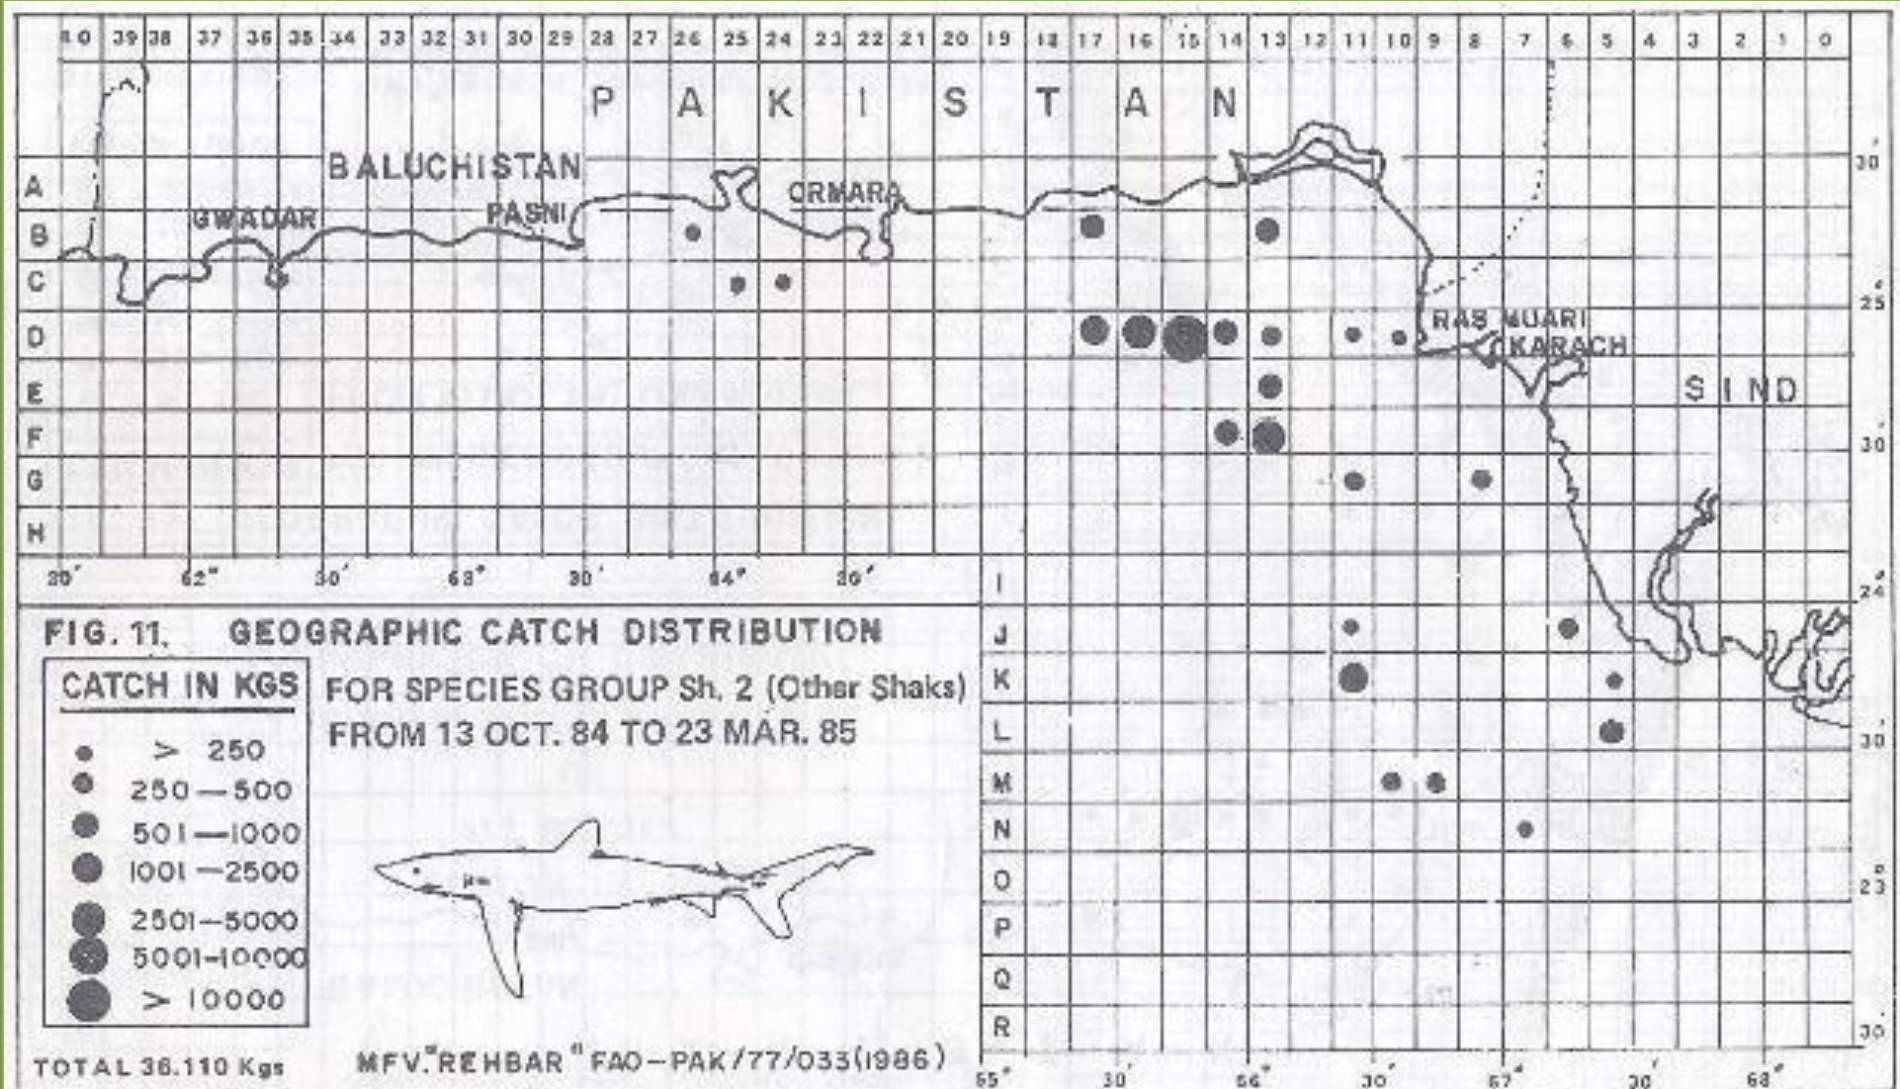 40 39 38 37 36 35 34 33 32 31 30 29 28 27 26 25 24 23 22 21 20 19 18 17 16 15 14 13 12 11 10 9 8 7 6 5 4 3 2 1 0
P A K I S T A N
30'
BALUCHISTAN
A
ORMARA
GWADAR
PASNI
B
C
25°
RAS MUARI
D
KARACH
E
SIND
F
30'
G
H
30' 62° 30' 63° 30' 64° 30'
I
24°
FIG. 11. GEOGRAPHIC CATCH DISTRIBUTION
J
CATCH IN KGS
FOR SPECIES GROUP Sh. 2 (Other Shaks)
K
FROM 13 OCT. 84 TO 23 MAR. 85
L
30'
> 250
250—500
M
501—1000
N
1001—2500
O
23°
2501—5000
P
5001—10000
Q
> 10000
R
30'
TOTAL 36.110 Kgs
MFV."REHBAR" FAO-PAK/77/033(1986)
65° 30' 66° 30' 67° 30' 68°